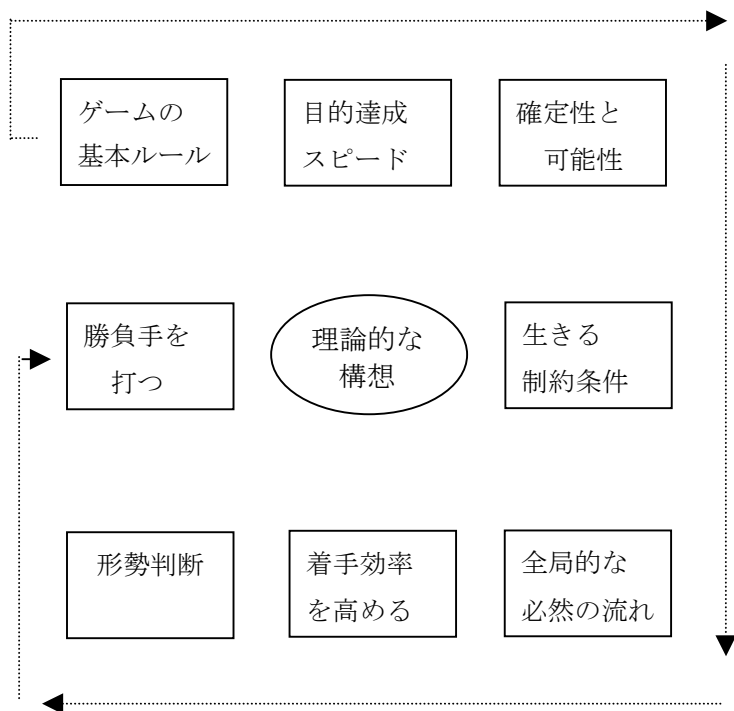 ゲームの
基本ルール
目的達成
スピード
確定性と
可能性
勝負手を
打つ
理論的な
構想
生きる
制約条件
形勢判断
着手効率
を高める
全局的な
必然の流れ